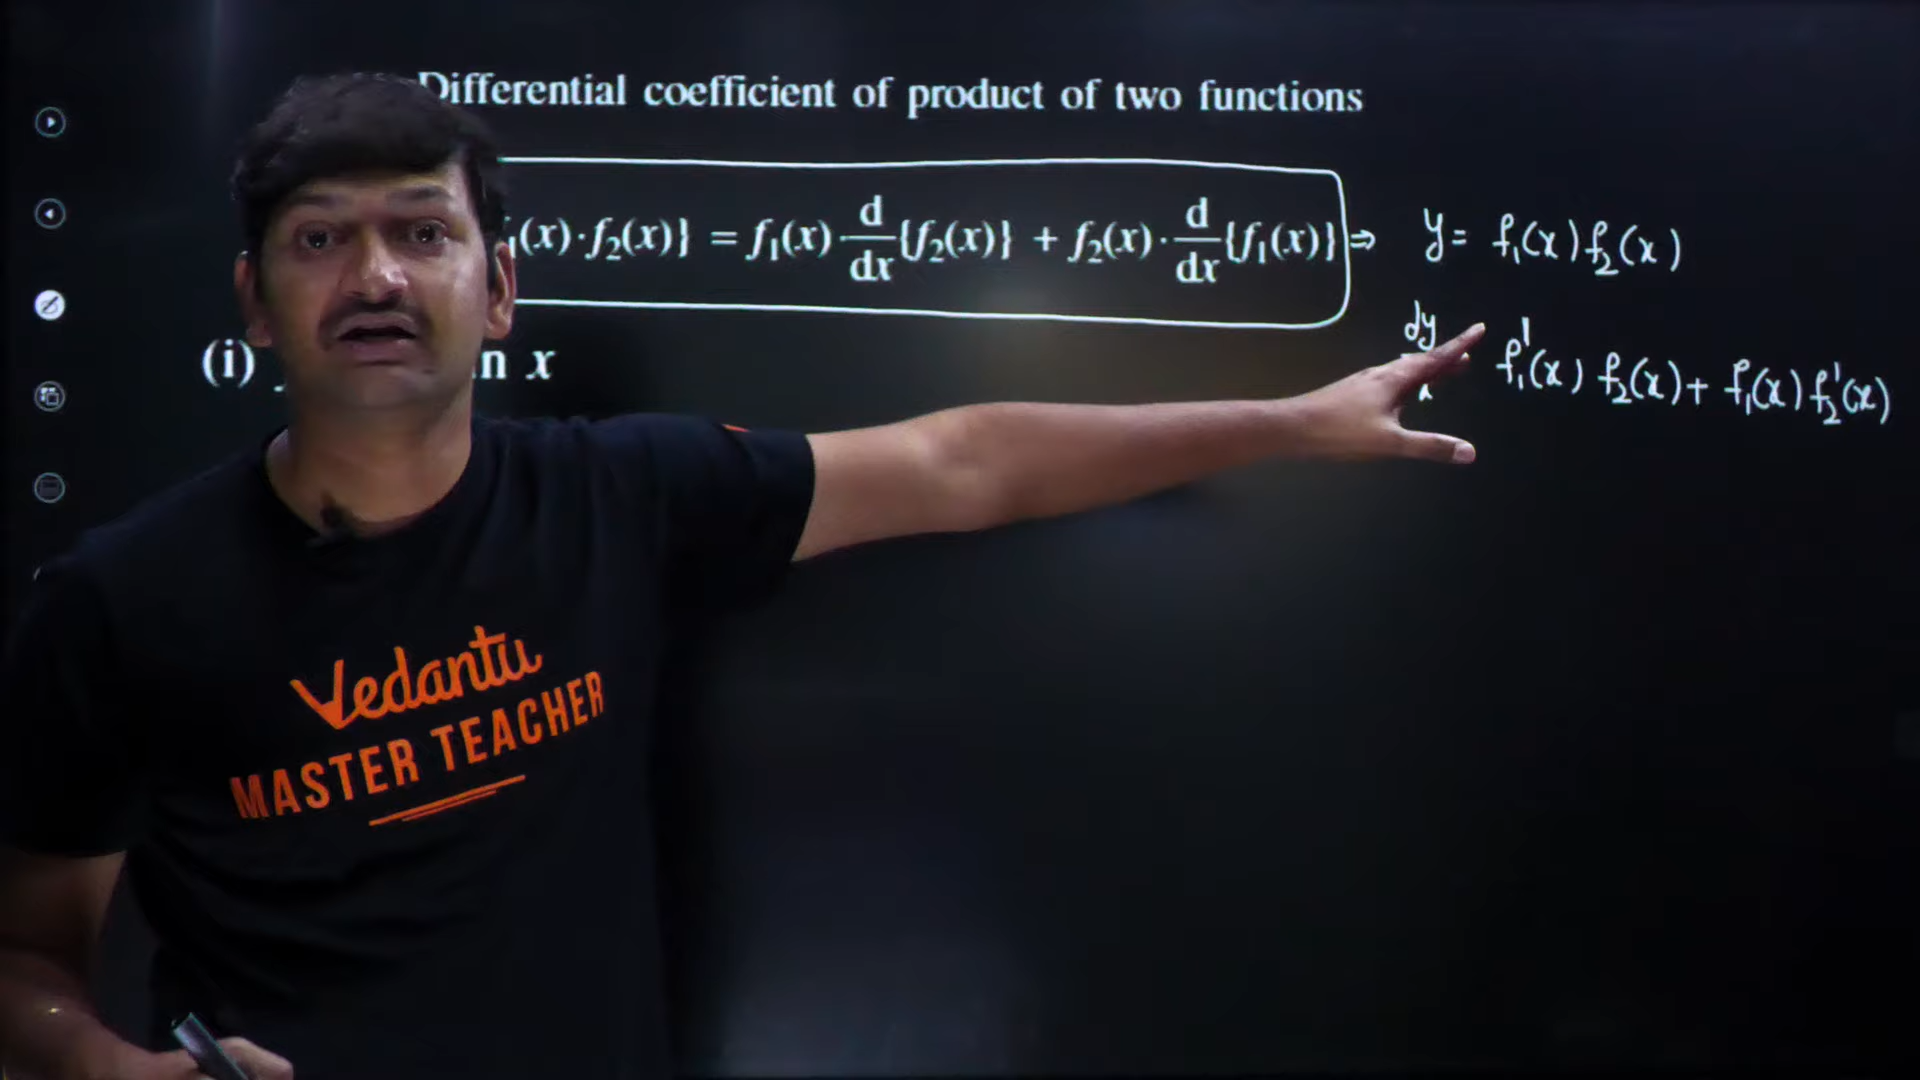 Differential coefficient of product of two functions
(x)·f₂(x)} = f₁(x)·d/dx{f₂(x)} + f₂(x)·d/dx{f₁(x)} ⇒ y = f₁(x) f₂(x)
dy f₁'(x) f₂(x) + f₁(x) f₂'(x)
(i) n x
Vedantu
MASTER TEACHER